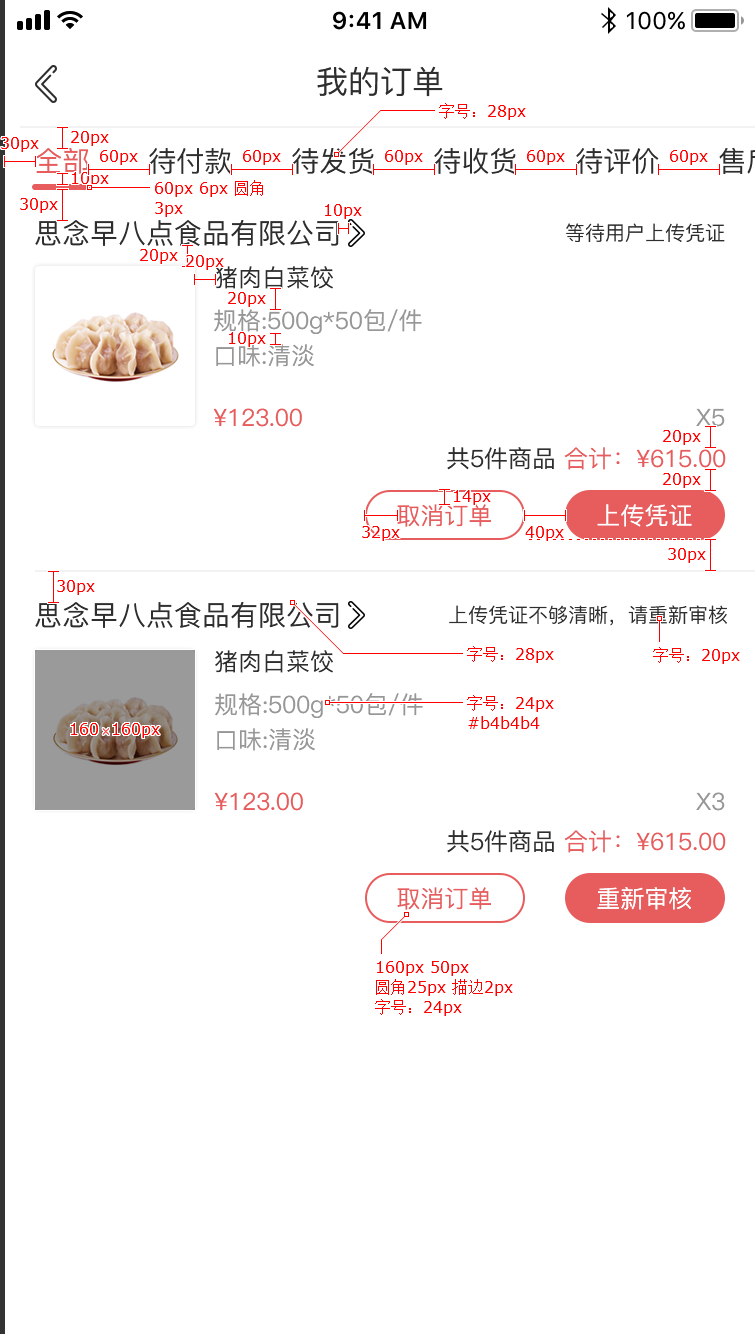 9:41 AM 100%
我的订单
字号：28px
30px 20px
全部 60px 待付款 60px 待发货 60px 待收货 60px 待评价 60px
10px
60px 6px 圆角
3px
30px
10px
思念早八点食品有限公司 等待用户上传凭证
20px
20px
猪肉白菜饺
20px
规格:500g*50包/件
10px
口味:清淡
¥123.00 X5
20px
共5件商品 合计：¥615.00
20px
14px
取消订单 上传凭证
32px 40px
30px
30px
思念早八点食品有限公司 上传凭证不够清晰，请重新审核
字号：28px 字号：20px
猪肉白菜饺
规格:500g*50包/件 字号：24px
#b4b4b4
160×160px
口味:清淡
¥123.00 X3
共5件商品 合计：¥615.00
取消订单 重新审核
160px 50px
圆角25px 描边2px
字号：24px